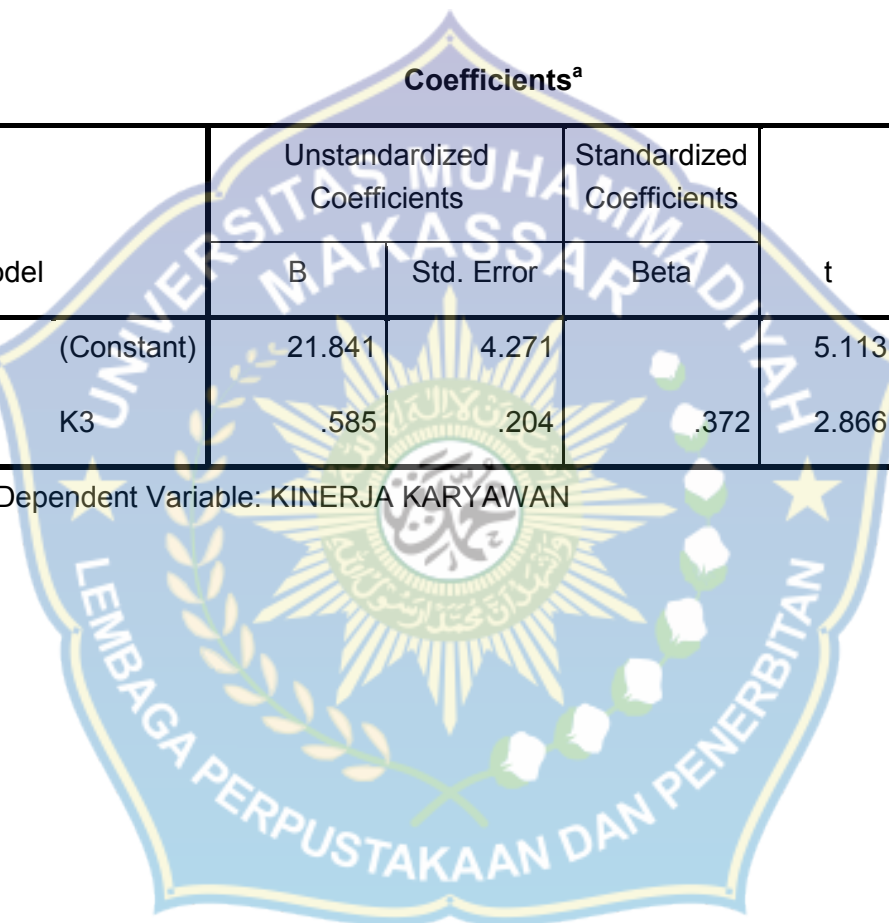 Coefficientsa
Unstandardized Coefficients Standardized Coefficients
odel B Std. Error Beta t
(Constant) 21.841 4.271 5.113
K3 .585 .204 .372 2.866
Dependent Variable: KINERJA KARYAWAN
UNIVERSITAS MUHAMMADIYAH
MAKASSAR
LEMBAGA PERPUSTAKAAN DAN PENERBITAN